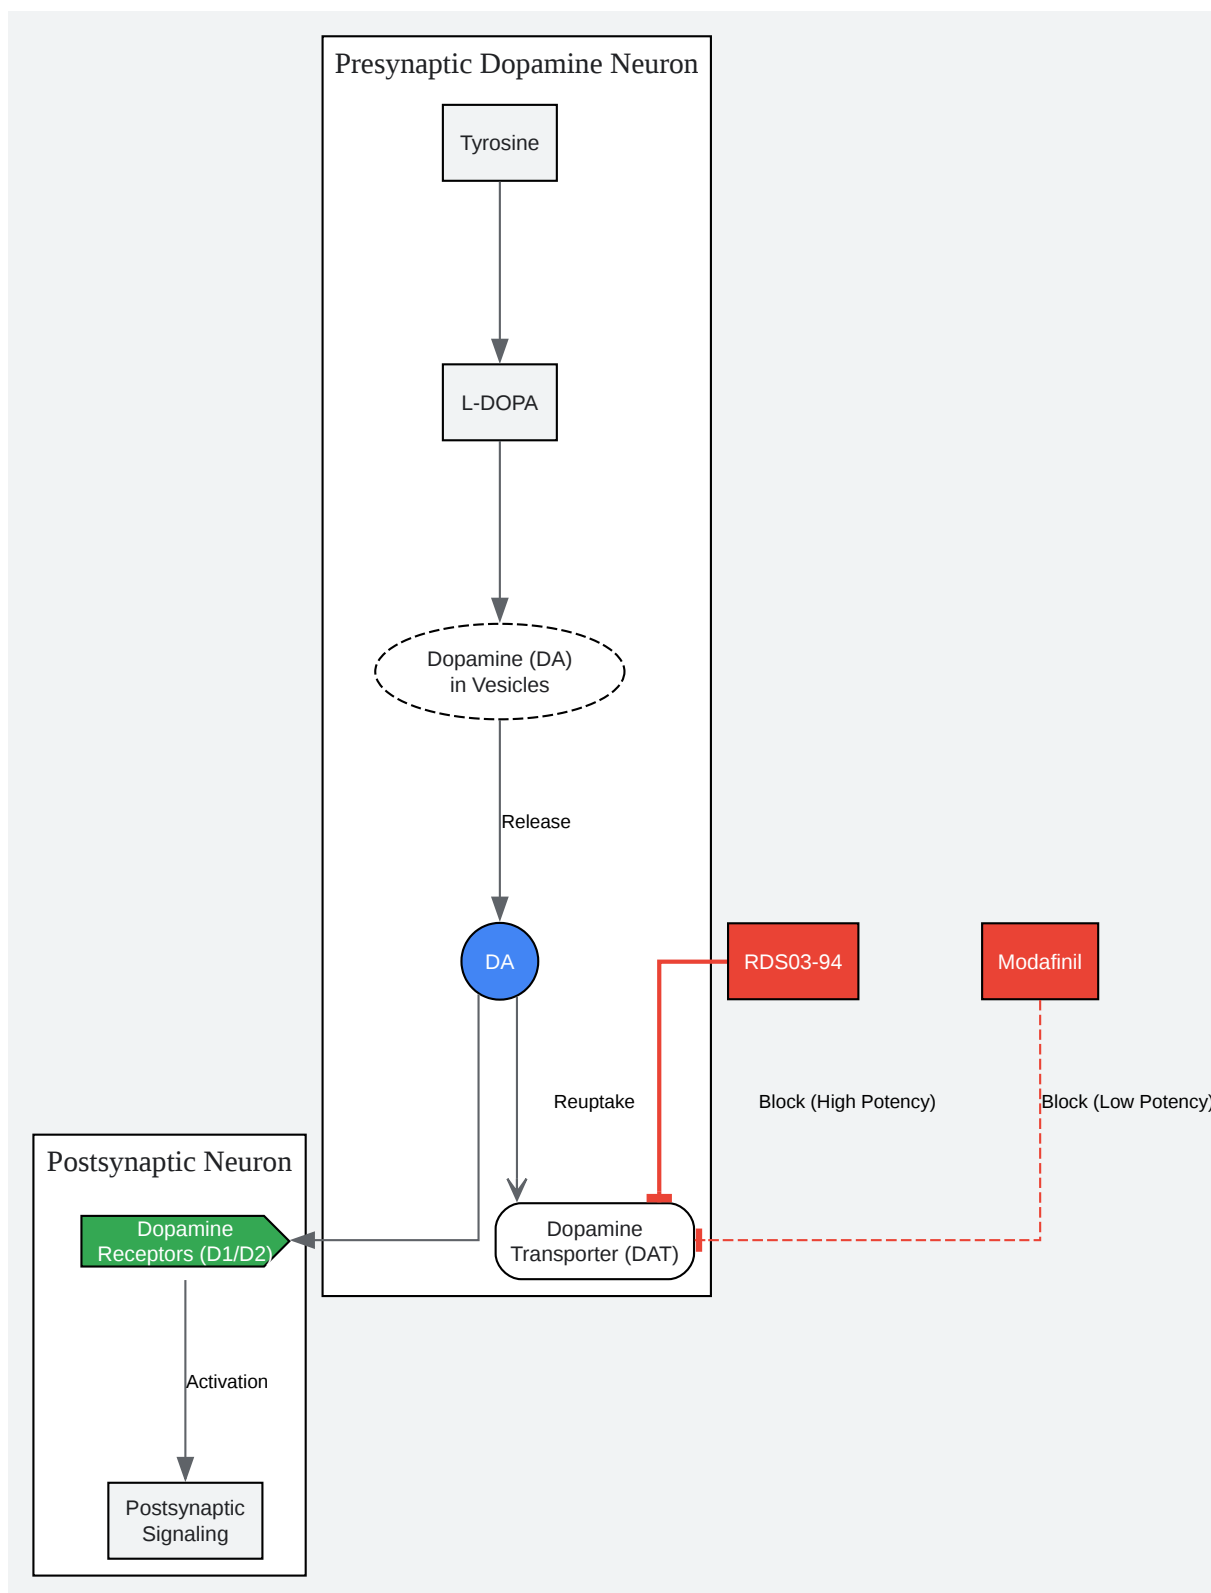 Presynaptic Dopamine Neuron
Tyrosine
L-DOPA
Dopamine (DA)
in Vesicles
Release
DA
RDS03-94
Modafinil
Reuptake
Block (High Potency)
Block (Low Potency)
Postsynaptic Neuron
Dopamine
Receptors (D1/D2)
Dopamine
Transporter (DAT)
Activation
Postsynaptic
Signaling